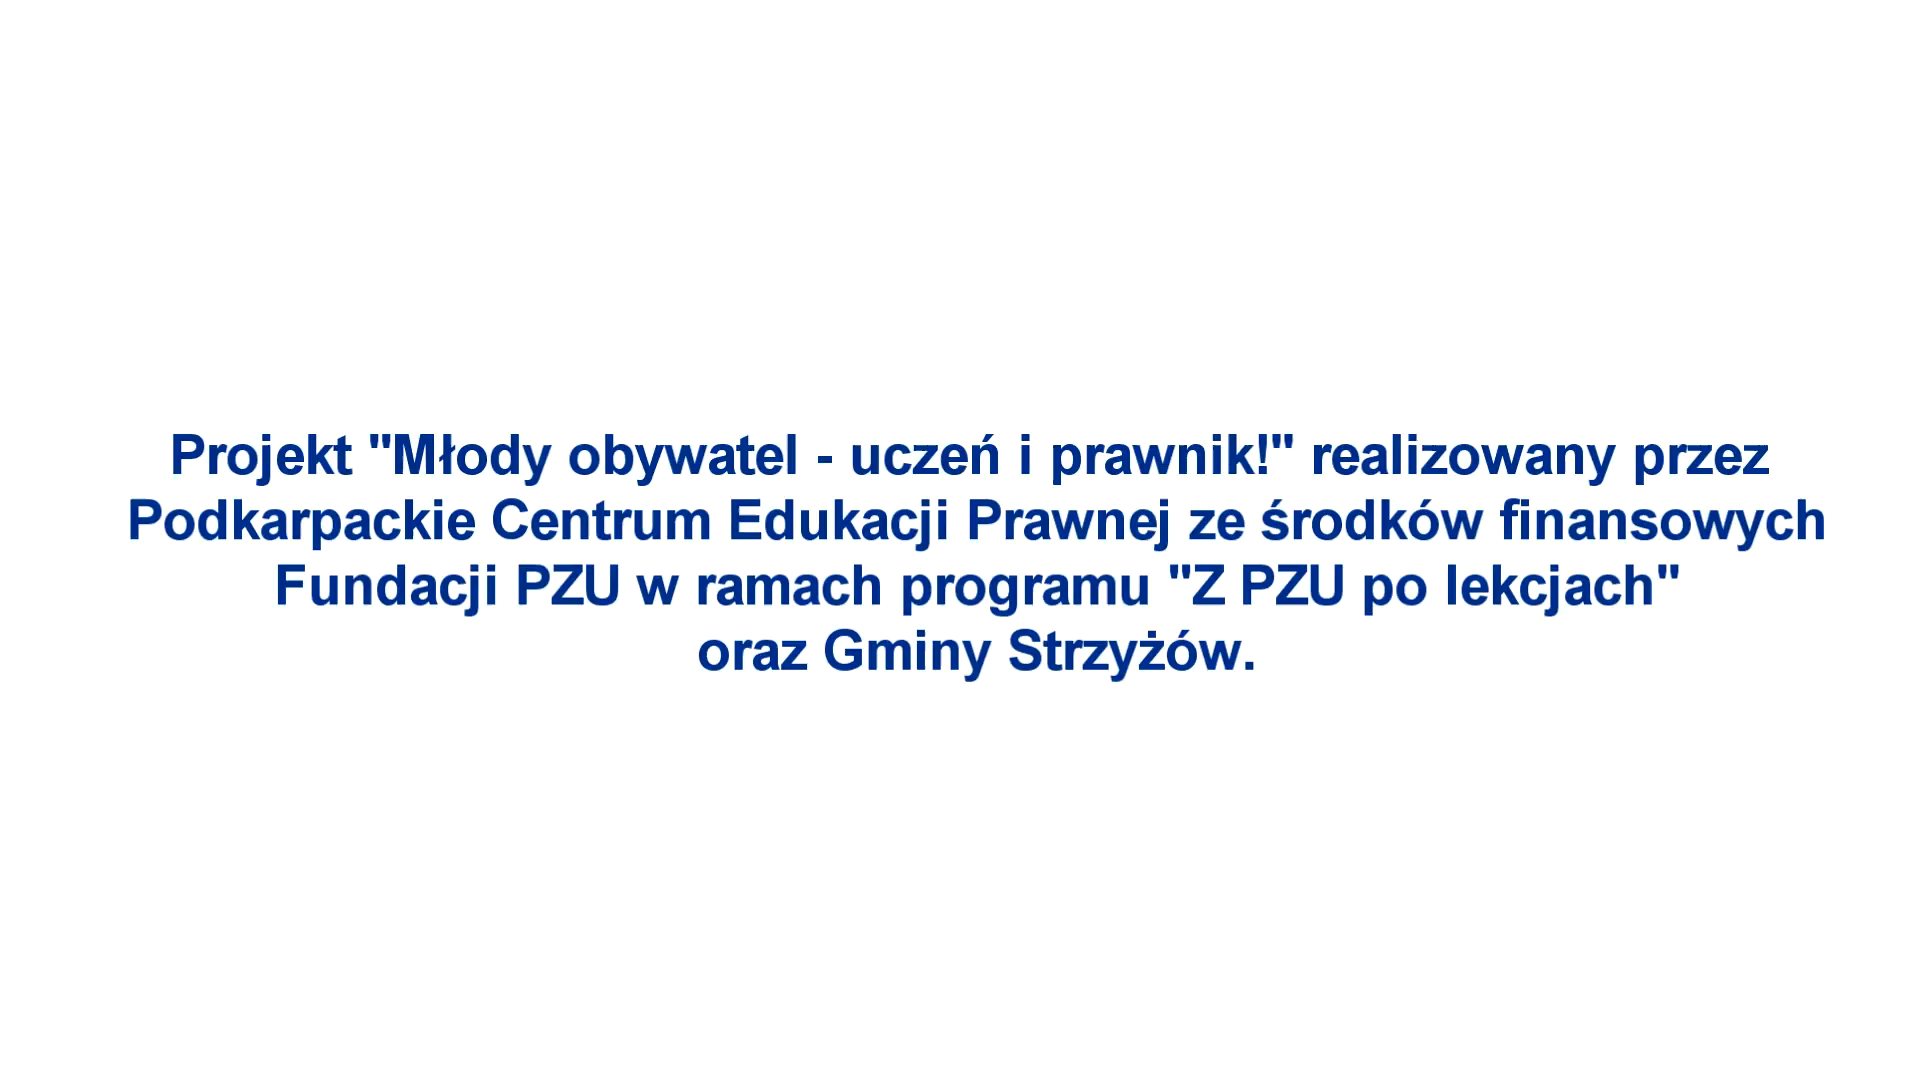 Projekt "Młody obywatel - uczeń i prawnik!" realizowany przez
Podkarpackie Centrum Edukacji Prawnej ze środków finansowych
Fundacji PZU w ramach programu "Z PZU po lekcjach"
oraz Gminy Strzyżów.